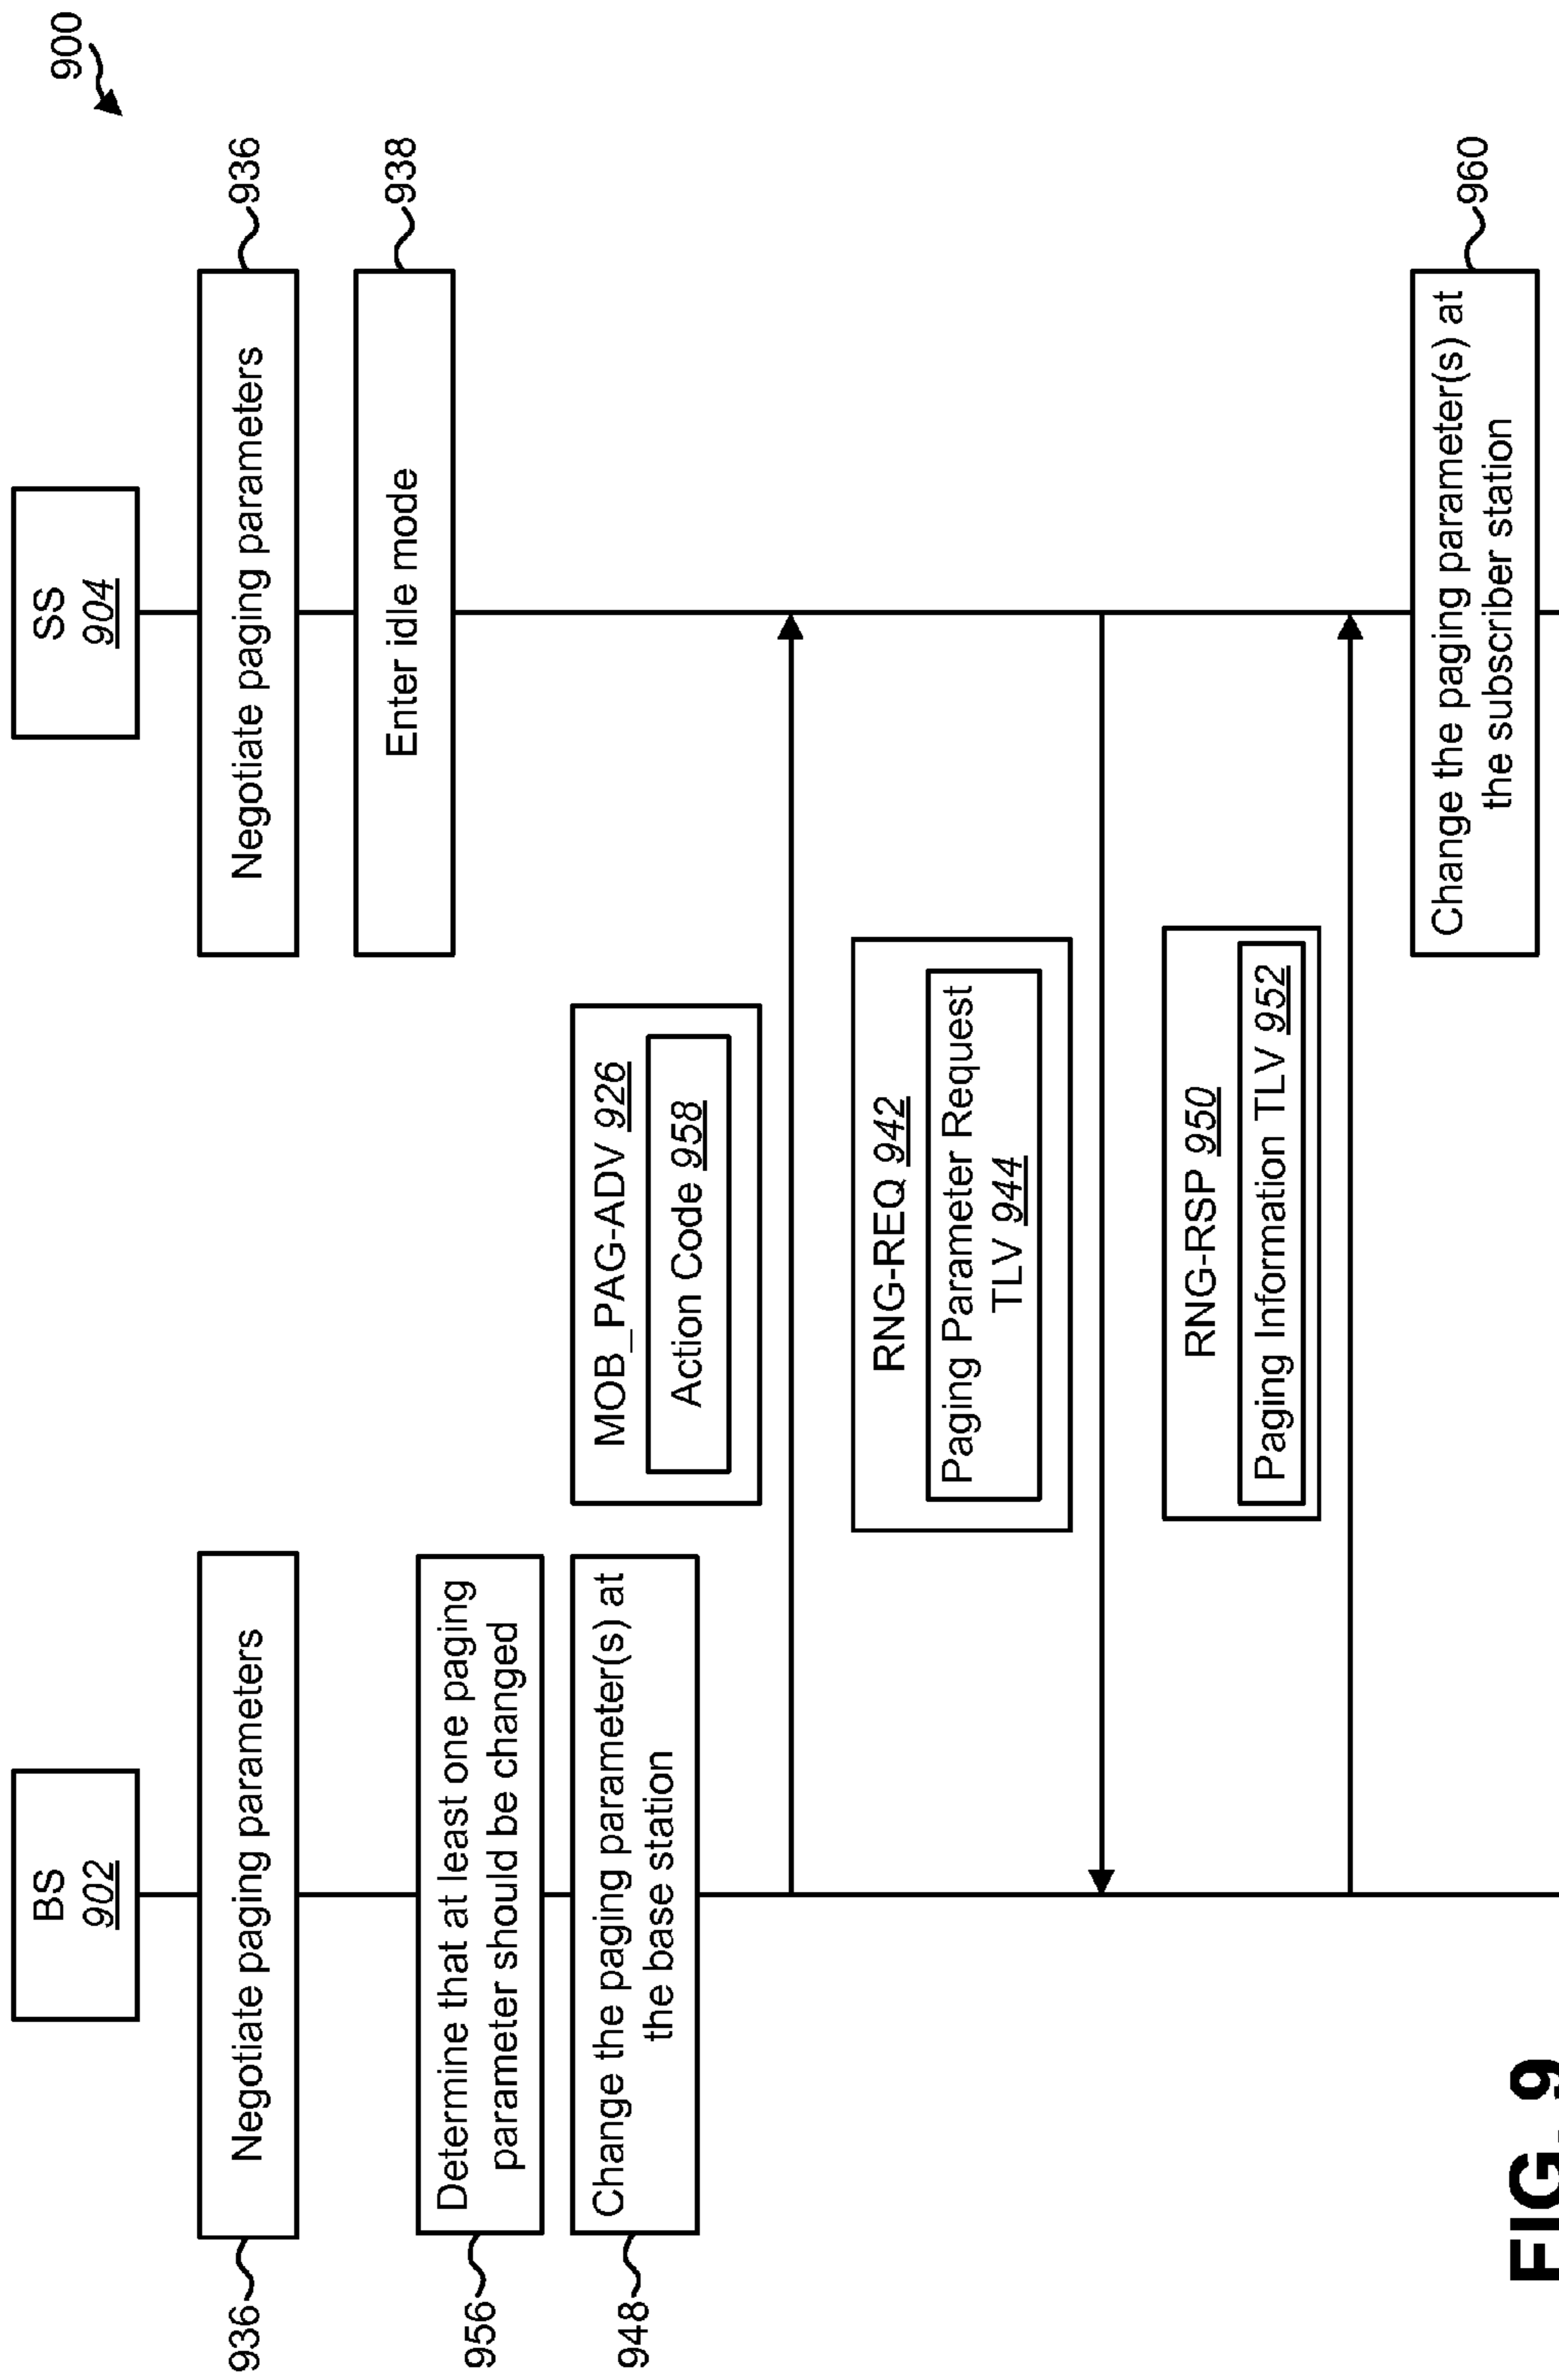 900
BS
902
SS
904
936
Negotiate paging parameters
Negotiate paging parameters
936
Enter idle mode
938
956
Determine that at least one paging
parameter should be changed
948
Change the paging parameter(s) at
the base station
MOB_PAG-ADV 926
Action Code 958
RNG-REQ 942
Paging Parameter Request
TLV 944
RNG-RSP 950
Paging Information TLV 952
Change the paging parameter(s) at
the subscriber station
960
FIG. 9